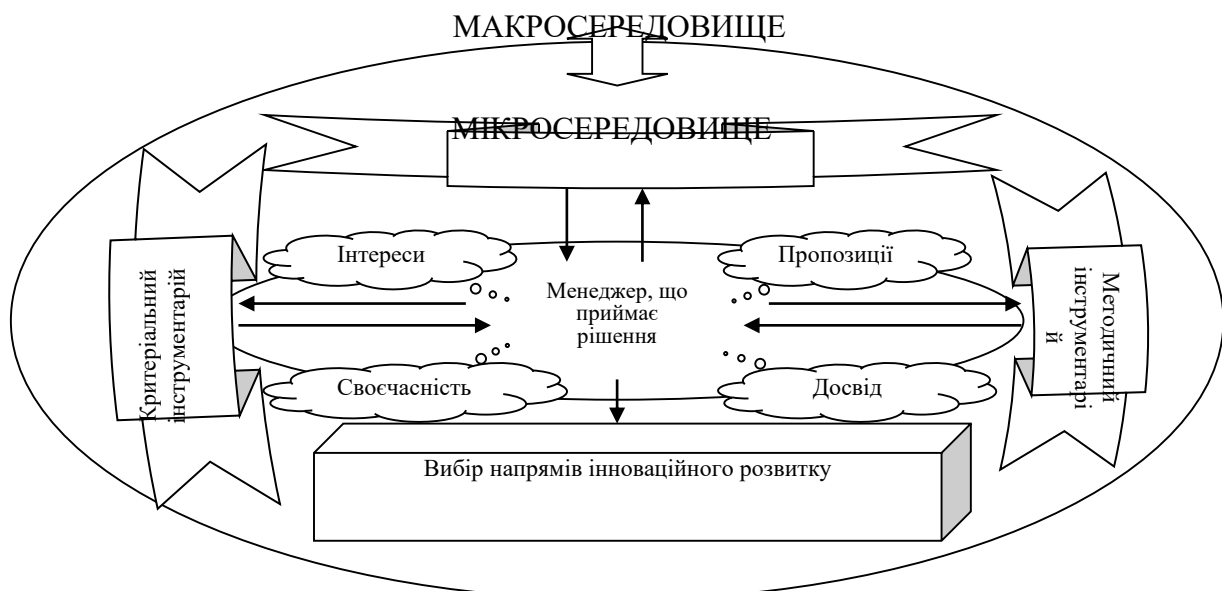 МАКРОСЕРЕДОВИЩЕ
МІКРОСЕРЕДОВИЩЕ
Інтереси
Пропозиції
Менеджер, що
приймає
рішення
Критеріальний
інструментарій
Методичний
інструментарі
й
Своєчасність
Досвід
Вибір напрямів інноваційного розвитку